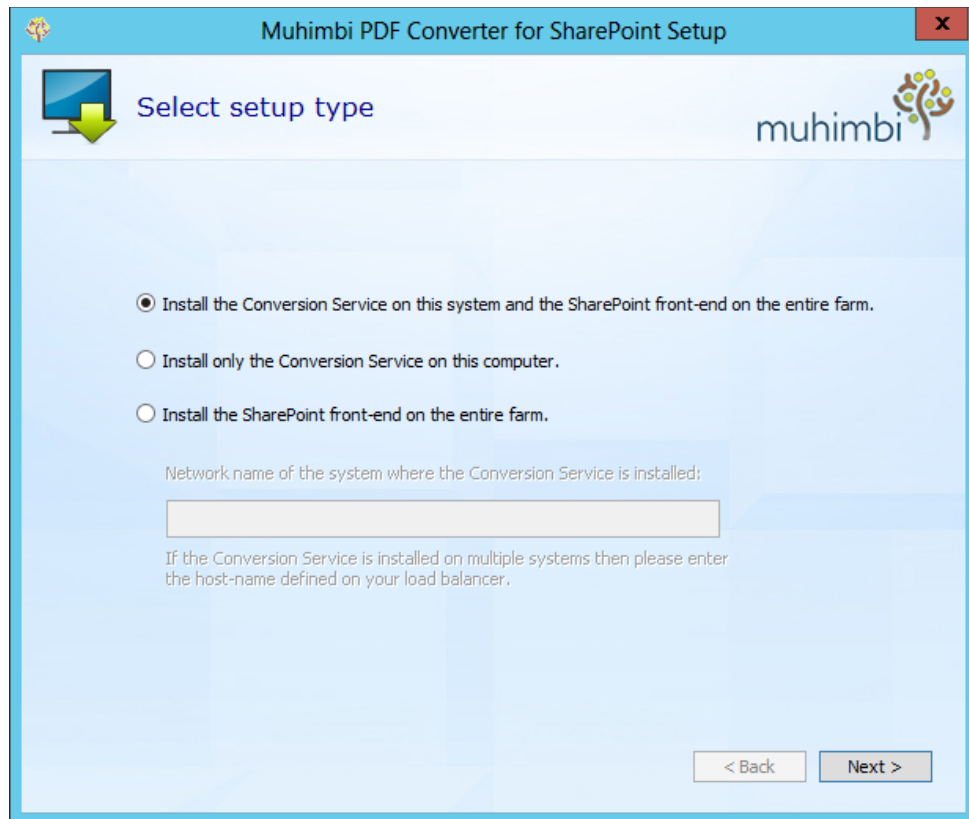 Muhimbi PDF Converter for SharePoint Setup
x
Select setup type
muhimbi
Install the Conversion Service on this system and the SharePoint front-end on the entire farm.
Install only the Conversion Service on this computer.
Install the SharePoint front-end on the entire farm.
Network name of the system where the Conversion Service is installed:
If the Conversion Service is installed on multiple systems then please enter
the host-name defined on your load balancer.
< Back Next >